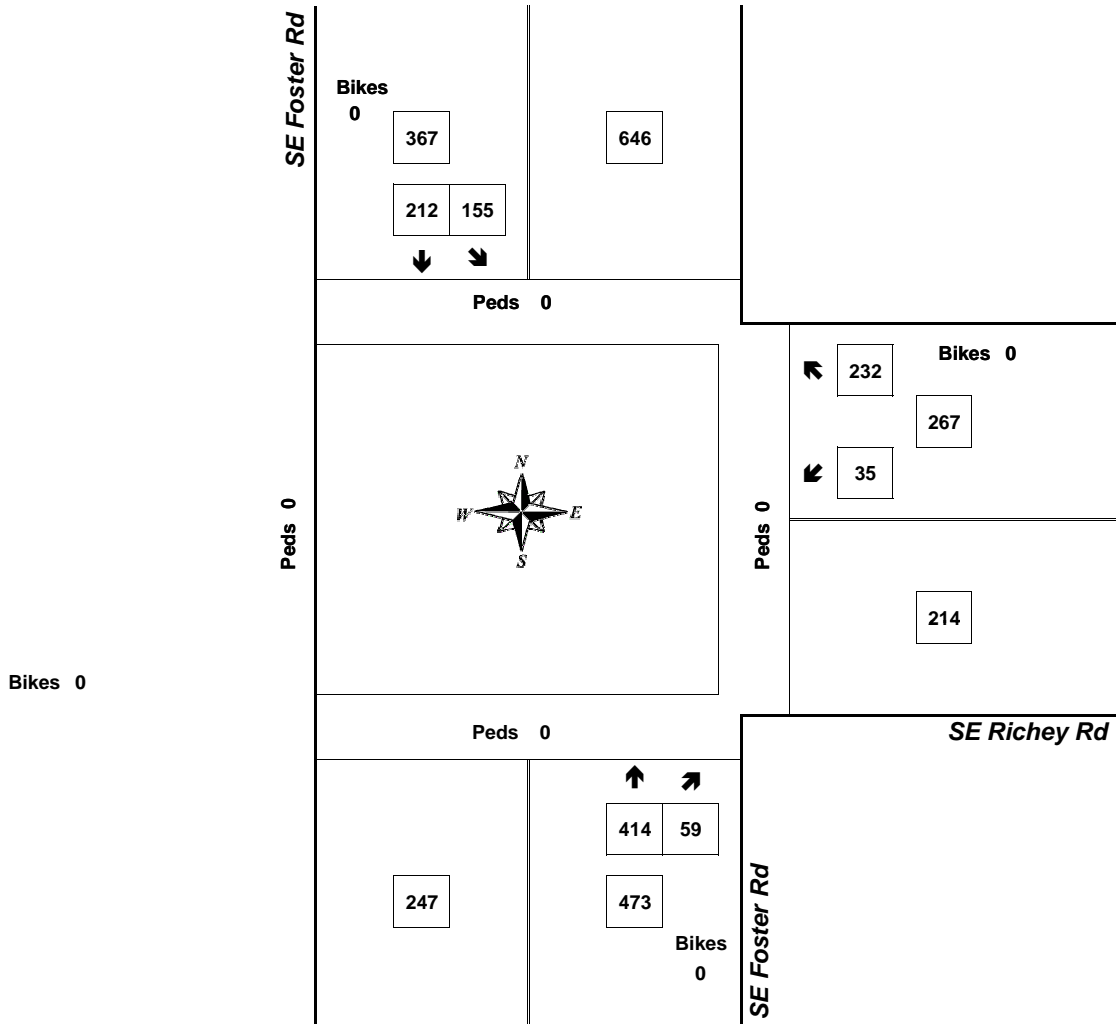 SE Foster Rd
Bikes
0
367
646
212 155
Peds 0
232
Bikes 0
267
35
N
W E
S
Peds 0
Peds 0
214
Bikes 0
Peds 0
SE Richey Rd
414 59
247
473
Bikes
0
SE Foster Rd